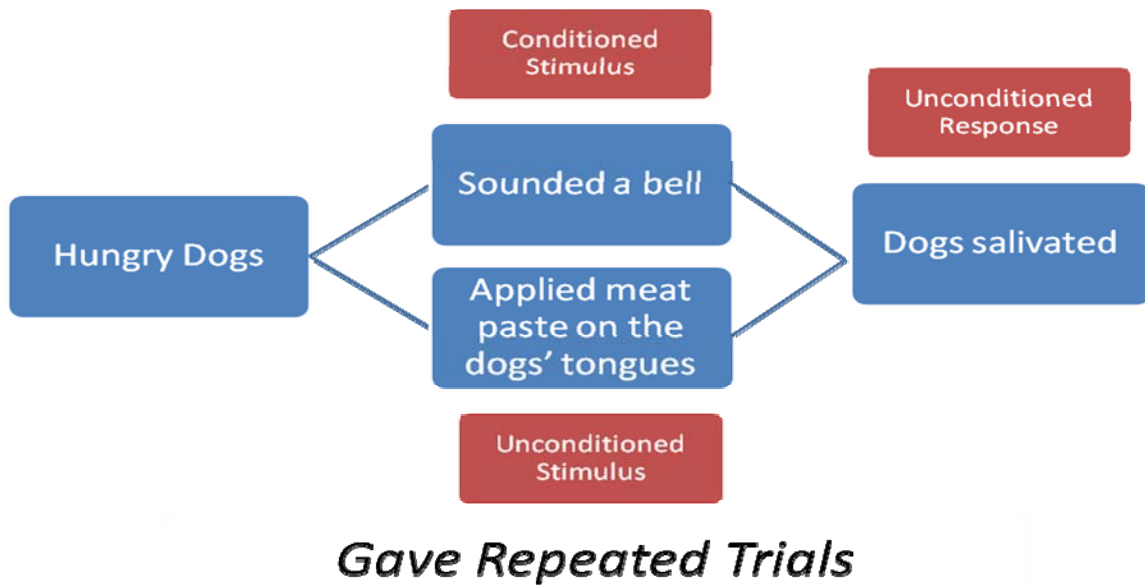 Conditioned
Stimulus
Unconditioned
Response
Sounded a bell
Hungry Dogs
Dogs salivated
Applied meat
paste on the
dogs’ tongues
Unconditioned
Stimulus
Gave Repeated Trials